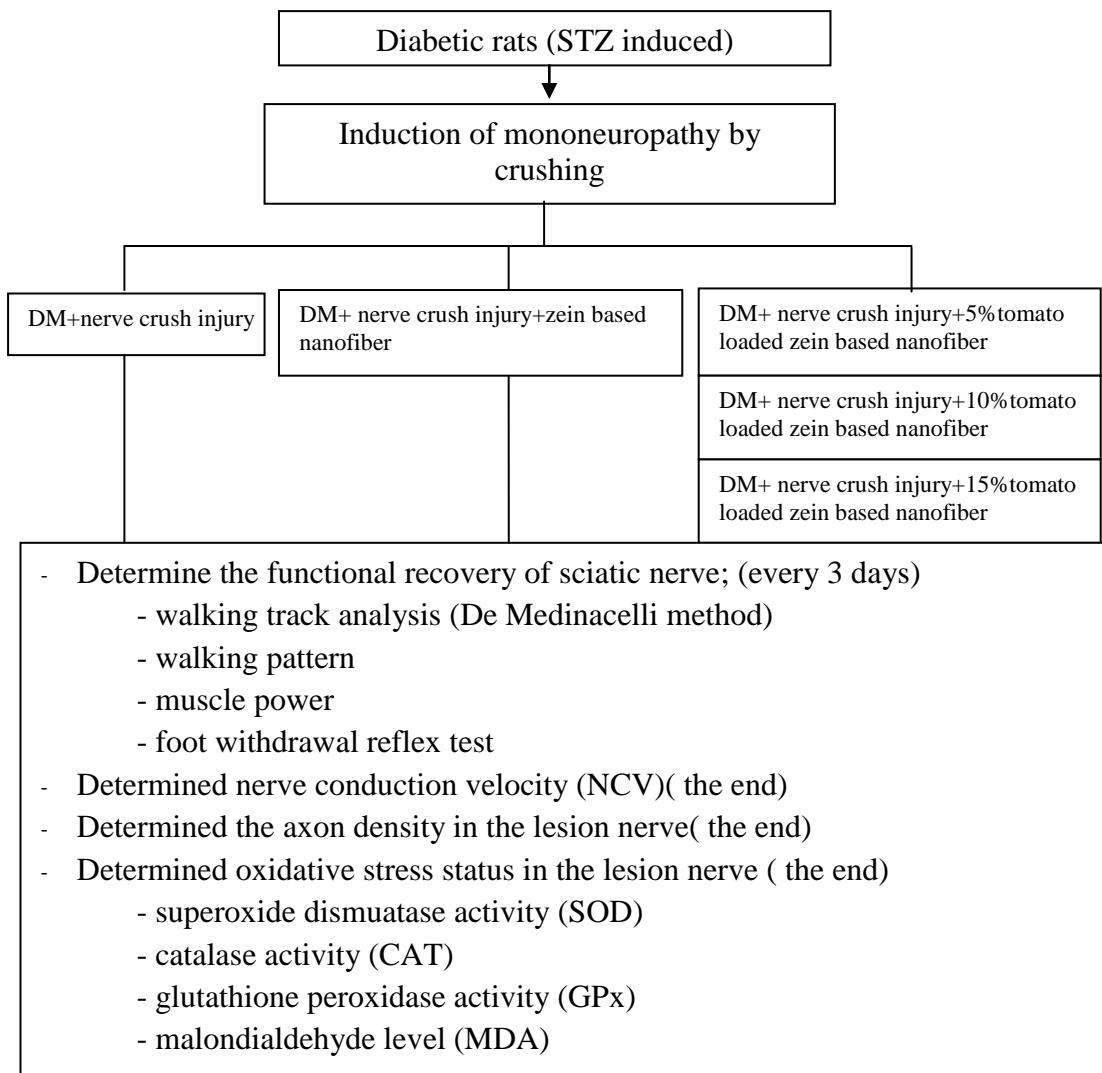 Diabetic rats (STZ induced)
Induction of mononeuropathy by
crushing
DM+nerve crush injury
DM+ nerve crush injury+zein based
nanofiber
DM+ nerve crush injury+5%tomato
loaded zein based nanofiber
DM+ nerve crush injury+10%tomato
loaded zein based nanofiber
DM+ nerve crush injury+15%tomato
loaded zein based nanofiber
- Determine the functional recovery of sciatic nerve; (every 3 days)
- walking track analysis (De Medinacelli method)
- walking pattern
- muscle power
- foot withdrawal reflex test
- Determined nerve conduction velocity (NCV)( the end)
- Determined the axon density in the lesion nerve( the end)
- Determined oxidative stress status in the lesion nerve ( the end)
- superoxide dismuatase activity (SOD)
- catalase activity (CAT)
- glutathione peroxidase activity (GPx)
- malondialdehyde level (MDA)